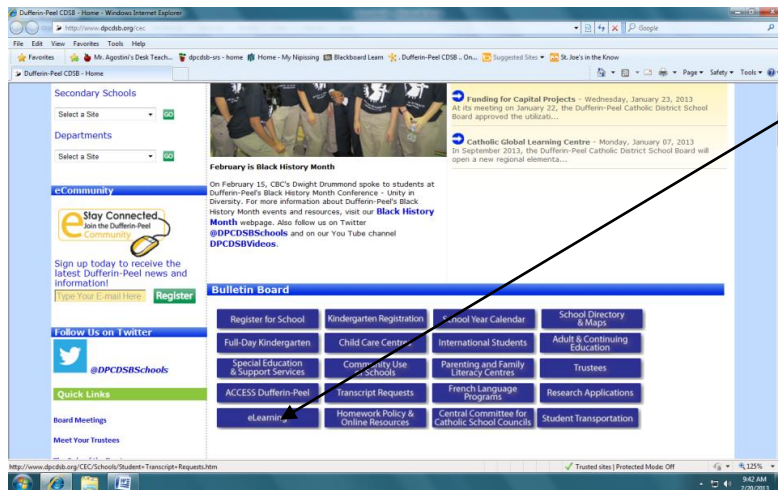 Dufferin-Peel CDSB - Home - Windows Internet Explorer
http://www.dpcdsb.org/cec
Google
File Edit View Favorites Tools Help
Favorites
Mr. Agostini's Desk Teach...
dpcdsb-srs - home
Home - My Nipissing
Blackboard Learn
. Dufferin-Peel CDSB .. On...
Suggested Sites
St. Joe's in the Know
Dufferin-Peel CDSB - Home
Page Safety Tools
Secondary Schools
Select a Site
GO
Departments
Select a Site
GO
eCommunity
Stay Connected
Join the Dufferin-Peel
Community
Sign up today to receive the
latest Dufferin-Peel news and
information!
Type Your E-mail Here
Register
Follow Us on Twitter
@DPCDSBSchools
Quick Links
Board Meetings
Meet Your Trustees
February is Black History Month
On February 15, CBC's Dwight Drummond spoke to students at
Dufferin-Peel's Black History Month Conference - Unity in
Diversity. For more information about Dufferin-Peel's Black
History Month events and resources, visit our Black History
Month webpage. Also follow us on Twitter
@DPCDSBSchools and on our You Tube channel
DPCDSBVideos.
Funding for Capital Projects - Wednesday, January 23, 2013
At its meeting on January 22, the Dufferin-Peel Catholic District School
Board approved the utilizati...
Catholic Global Learning Centre - Monday, January 07, 2013
In September 2013, the Dufferin-Peel Catholic District School Board will
open a new regional elementa...
Bulletin Board
Register for School
Kindergarten Registration
School Year Calendar
School Directory
& Maps
Full-Day Kindergarten
Child Care Centres
International Students
Adult & Continuing
Education
Special Education
& Support Services
Community Use
of Schools
Parenting and Family
Literacy Centres
Trustees
ACCESS Dufferin-Peel
Transcript Requests
French Language
Programs
Research Applications
eLearning
Homework Policy &
Online Resources
Central Committee for
Catholic School Councils
Student Transportation
http://www.dpcdsb.org/CEC/Schools/Student+Transcript+Requests.htm
Trusted sites | Protected Mode: Off
125%
9:42 AM
2/20/2013